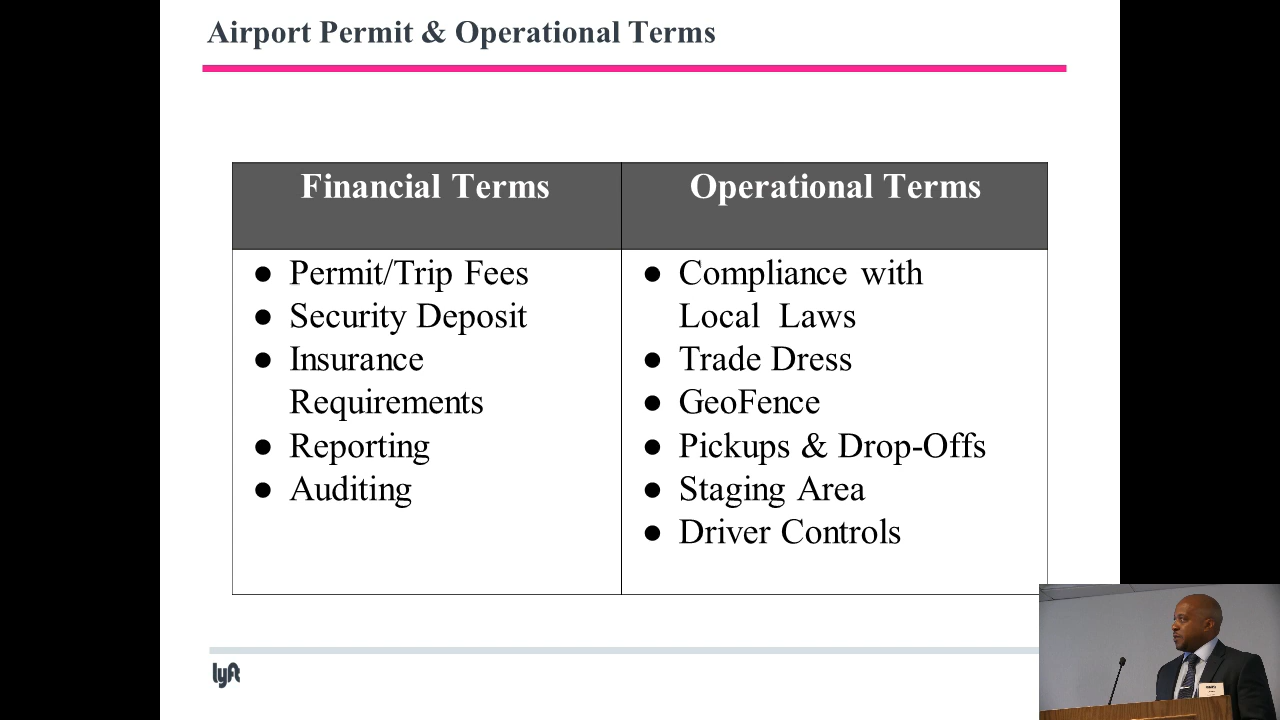 Airport Permit & Operational Terms
Financial Terms
Operational Terms
● Permit/Trip Fees
● Security Deposit
● Insurance
Requirements
● Reporting
● Auditing
● Compliance with
Local Laws
● Trade Dress
● GeoFence
● Pickups & Drop-Offs
● Staging Area
● Driver Controls
lyft